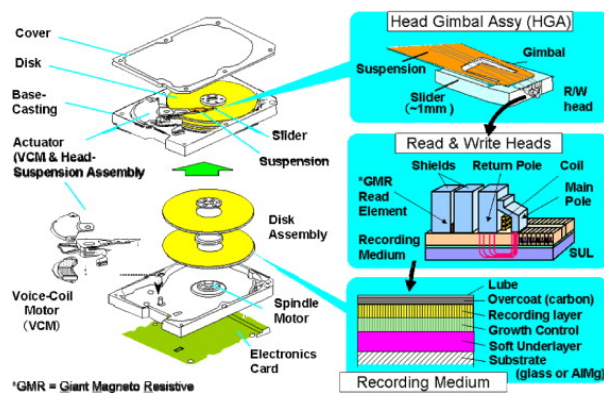 Cover
Disk
Base-
Casting
Actuator
(VCM & Head-
Suspension Assembly
Slider
Suspension
Disk
Assembly
Voice-Coil
Motor
(VCM)
Spindle
Motor
Electronics
Card
*GMR = Giant Magneto Resistive
Head Gimbal Assy (HGA)
Suspension
Gimbal
Slider
(~1mm)
R/W
head
Read & Write Heads
Shields
Return Pole
Coil
*GMR
Read
Element
Main
Pole
Recording
Medium
SUL
Lube
Overcoat (carbon)
Recording layer
Growth Control
Soft Underlayer
Substrate
(glass or AlMg)
Recording Medium